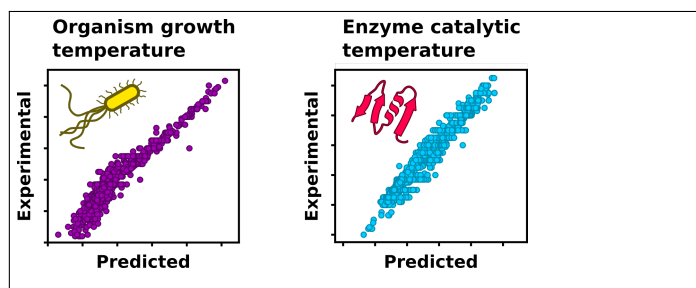 Organism growth
temperature
Experimental
Predicted
Enzyme catalytic
temperature
Experimental
Predicted